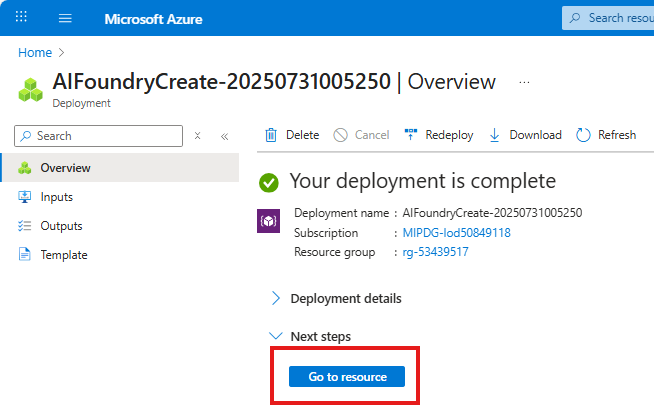 Microsoft Azure
Search resou
Home >
AIFoundryCreate-20250731005250 | Overview ...
Deployment
Search
Delete Cancel Redeploy Download Refresh
Overview
Inputs
Outputs
Template
Your deployment is complete
Deployment name : AIFoundryCreate-20250731005250
Subscription : MIPDG-lod50849118
Resource group : rg-53439517
Deployment details
Next steps
Go to resource